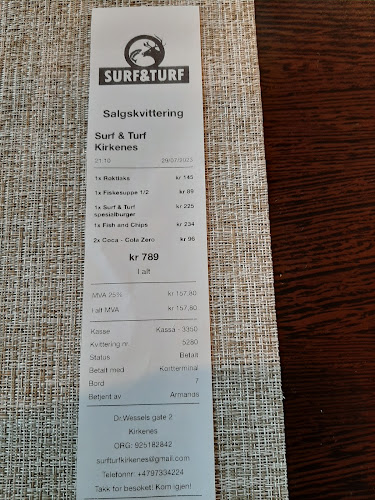 SURF&TURF
Salgskvittering
Surf & Turf
Kirkenes
21:10 29/07/2023
1x Røktlaks kr 145
1x Fiskesuppe 1/2 kr 89
1x Surf & Turf kr 225
spesizlburger
1x Fish and Chips kr 234
2x Coca - Cola Zero kr 96
kr 789
I alt
MVA 25% kr 157,80
I alt MVA kr 157,80
Kasse Kassa - 3350
Kvittering nr. 5280
Status Betalt
Betalt med Kortterminal
Bord 7
Betjent av Armands
Dr.Wessels gate 2
Kirkenes
ORG: 925182842
surfturfkirkenes@gmail.com
Telefonnr: +4797334224
Takk for besøket! Kom igjen!